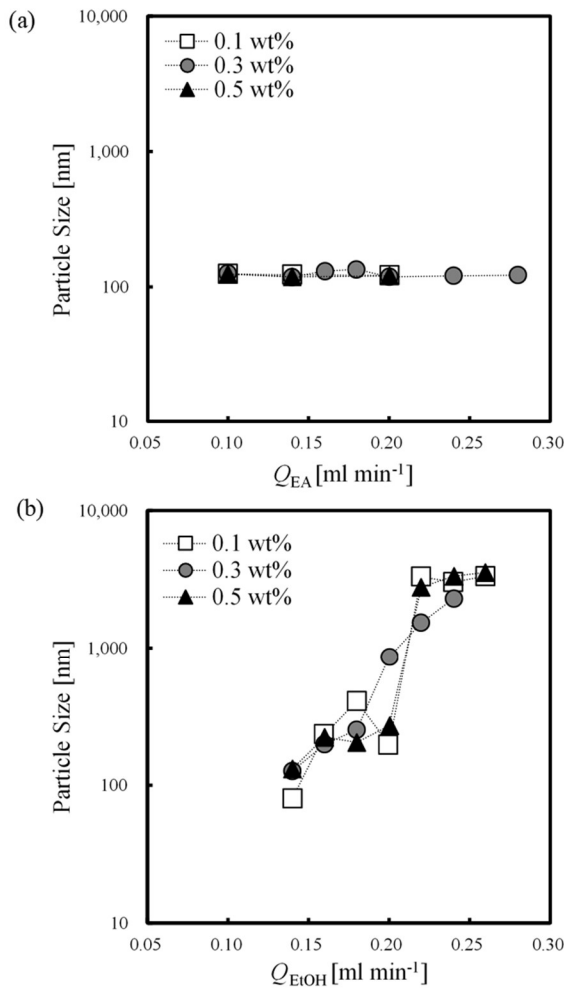 (a)
10,000
1,000
100
10
Particle Size [nm]
0.1 wt%
0.3 wt%
0.5 wt%
0.05 0.10 0.15 0.20 0.25 0.30
QEA [ml min-1]
(b)
10,000
1,000
100
10
Particle Size [nm]
0.1 wt%
0.3 wt%
0.5 wt%
0.05 0.10 0.15 0.20 0.25 0.30
QEtOH [ml min-1]